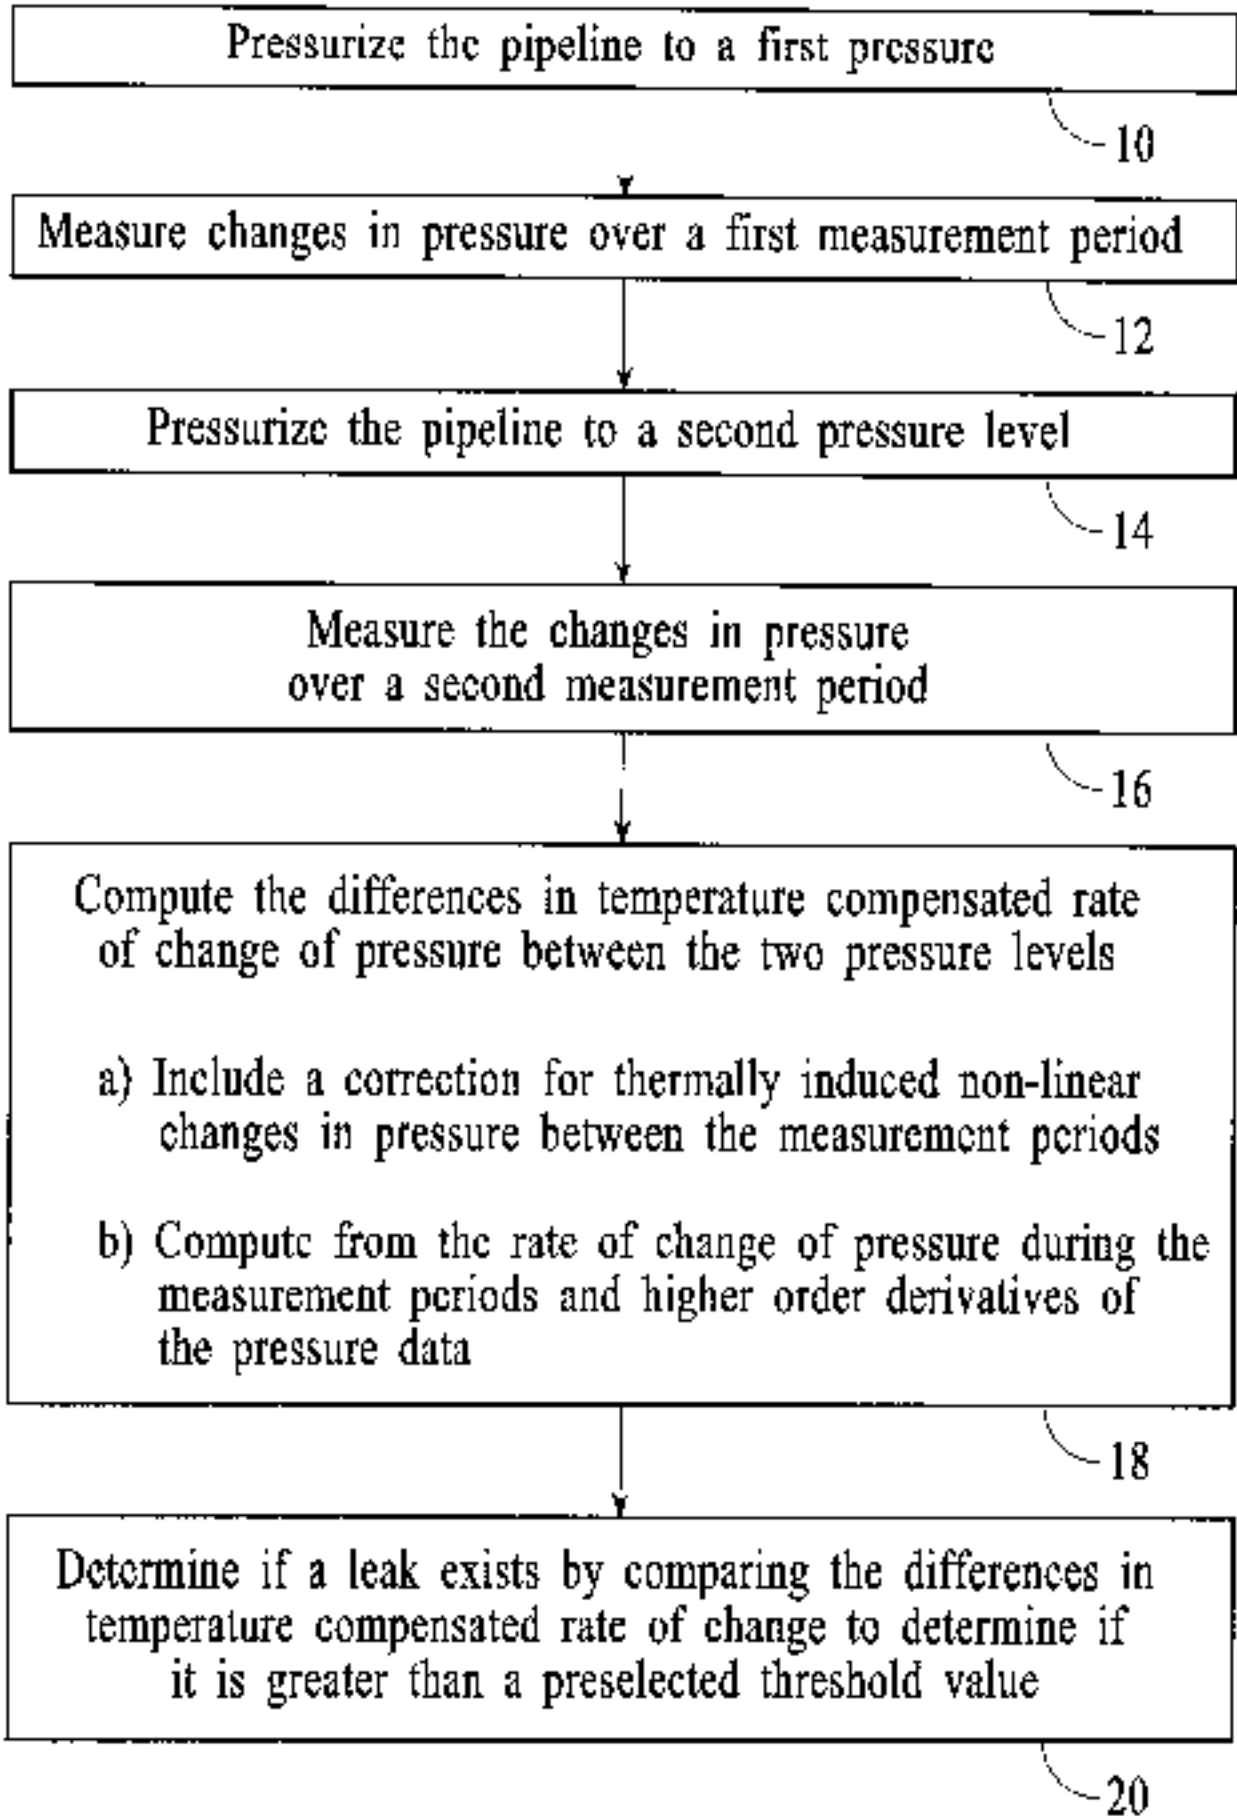 Pressurize the pipeline to a first pressure
10
Measure changes in pressure over a first measurement period
12
Pressurize the pipeline to a second pressure level
14
Measure the changes in pressure
over a second measurement period
16
Compute the differences in temperature compensated rate
of change of pressure between the two pressure levels
a) Include a correction for thermally induced non-linear
changes in pressure between the measurement periods
b) Compute from the rate of change of pressure during the
measurement periods and higher order derivatives of
the pressure data
18
Determine if a leak exists by comparing the differences in
temperature compensated rate of change to determine if
it is greater than a preselected threshold value
20